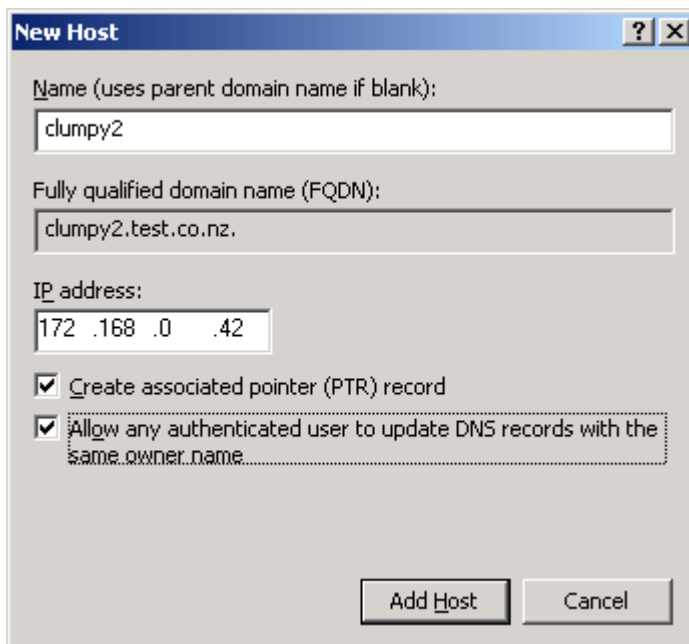 New Host
Name (uses parent domain name if blank):
clumpy2
Fully qualified domain name (FQDN):
clumpy2.test.co.nz.
IP address:
172 .168 .0 .42
Create associated pointer (PTR) record
Allow any authenticated user to update DNS records with the
same owner name
Add Host Cancel